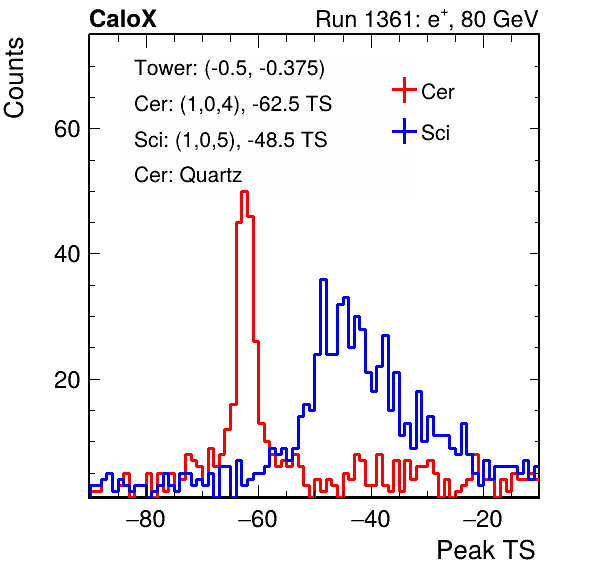 CaloX Run 1361: e⁺, 80 GeV
Counts
Tower: (-0.5, -0.375)
Cer: (1,0,4), -62.5 TS
Sci: (1,0,5), -48.5 TS
Cer: Quartz
Cer
Sci
60
40
20
−80 −60 −40 −20
Peak TS